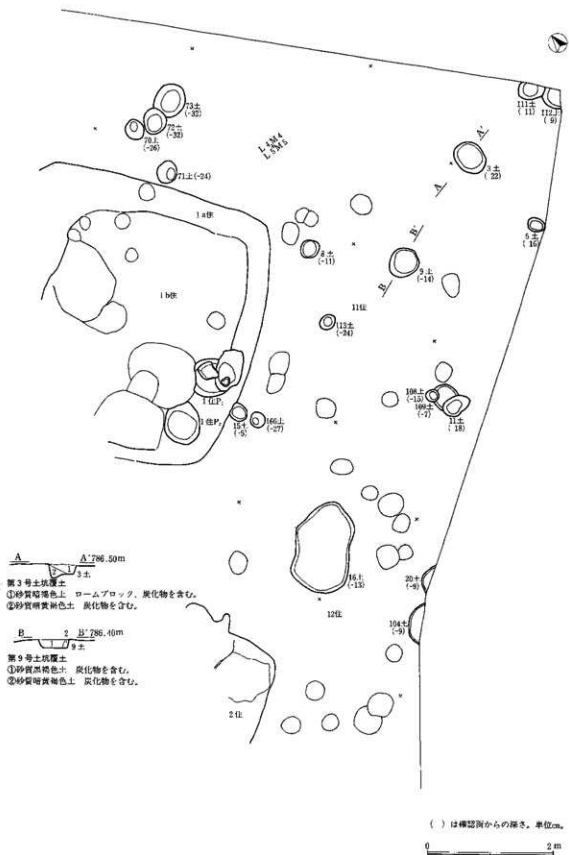 73土
(-32)
72土
(-32)
70土
(-26)
71土(-24)
L4M4
L5M5
111土
(11)
112土
(9)
A'
3土
(22)
A
5土
(16)
1a住
8土
(-11)
B'
9土
(-14)
B
1b住
11住
113土
(-24)
108土
(-15)
109土
(-7)
11土
(18)
1住P₁
1住P₂
15土
(-5)
166土
(-27)
16土
(-13)
20土
(-9)
12住
104土
(-9)
2住
A A'786.50m
2 1 3土
第3号土坑覆土
①砂質暗褐色土 ロームブロック、炭化物を含む。
②砂質暗黄褐色土 炭化物を含む。
B 2 B'786.40m
9土
第9号土坑覆土
①砂質黒褐色土 炭化物を含む。
②砂質暗黄褐色土 炭化物を含む。
( )は確認面からの深さ。単位cm。
0 2m